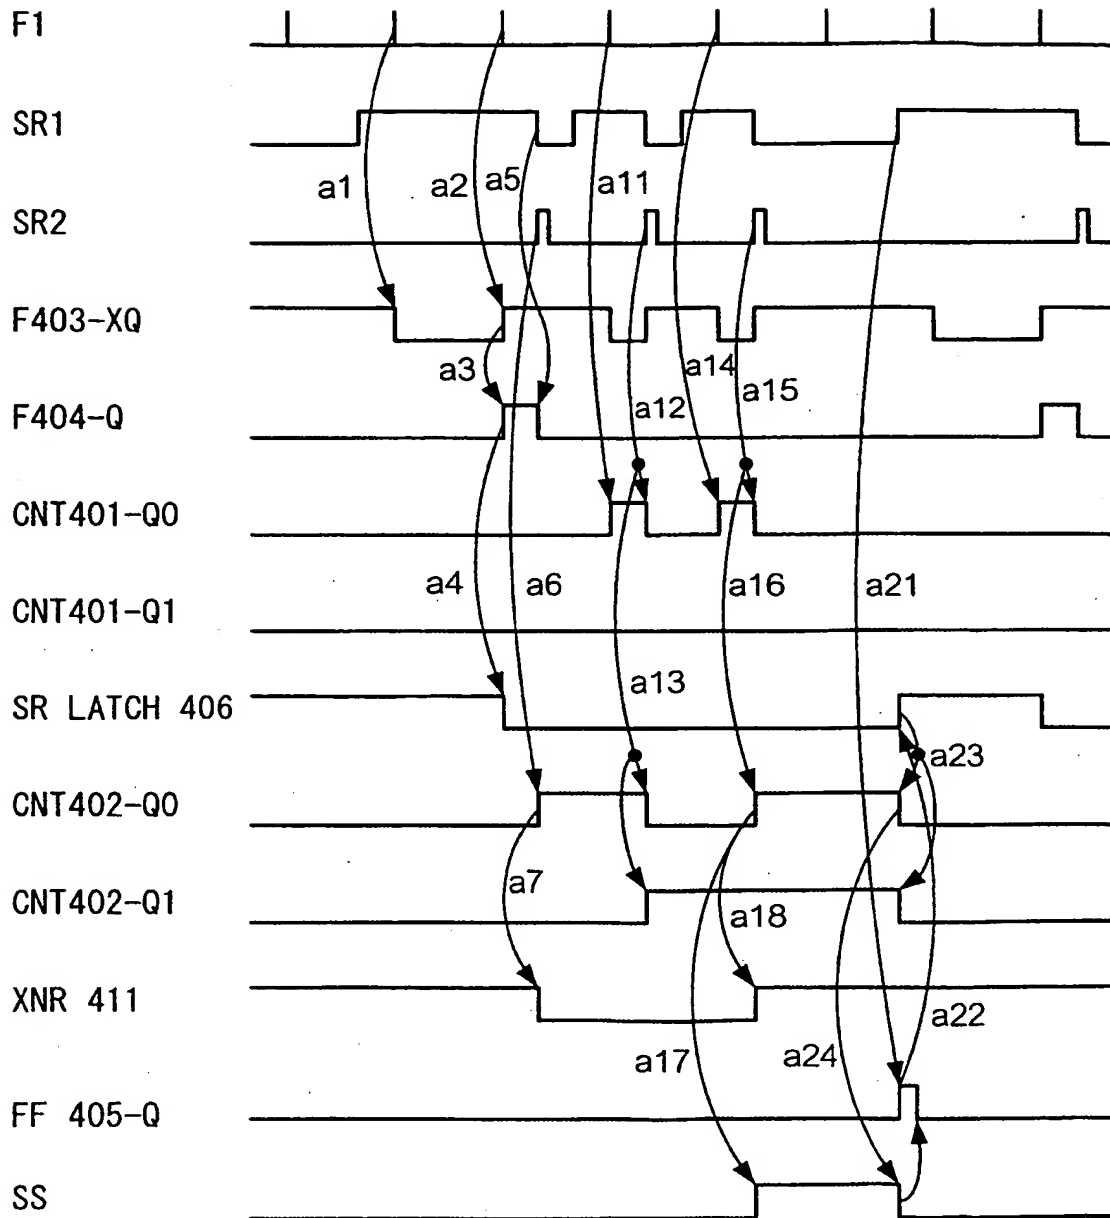 F1
SR1
a1
a2
a5
a11
SR2
F403-XQ
a3
a14
a15
a12
F404-Q
CNT401-Q0
a4
a6
a16
a21
CNT401-Q1
a13
SR LATCH 406
a23
CNT402-Q0
a7
CNT402-Q1
a18
XNR 411
a22
a17
a24
FF 405-Q
SS